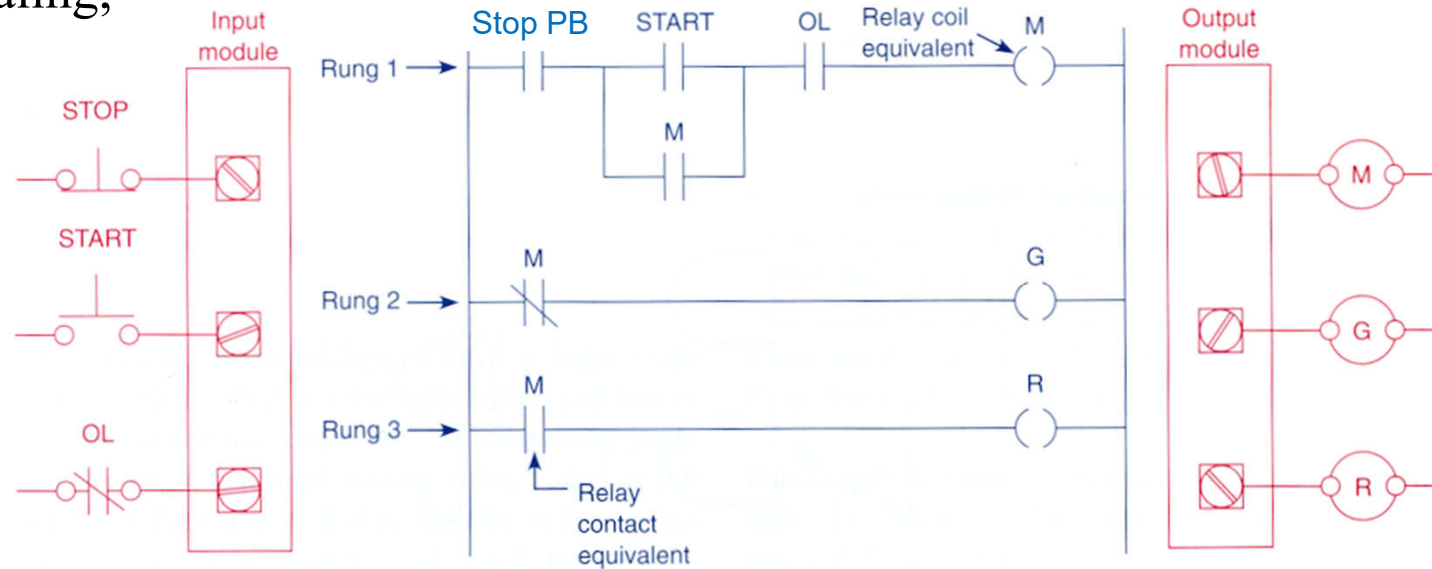 Input
module
STOP
START
OL
Stop PB
START
OL
Relay coil
equivalent
M
Rung 1
M
Rung 2
M
G
Rung 3
M
R
Relay
contact
equivalent
Output
module
M
G
R